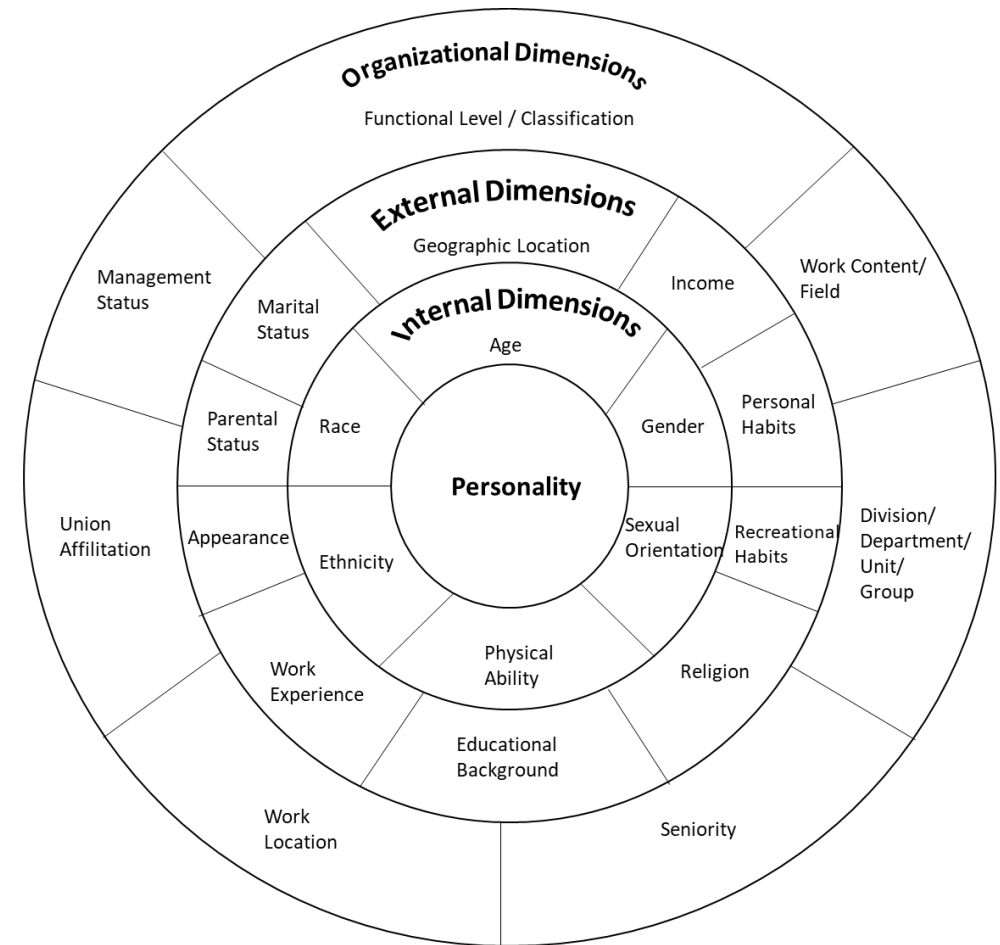 Organizational Dimensions
Functional Level / Classification
Management
Status
Work Content/
Field
Union
Affilitation
Division/
Department/
Unit/
Group
Work
Location
Seniority
External Dimensions
Geographic Location
Marital
Status
Income
Parental
Status
Personal
Habits
Appearance
Recreational
Habits
Work
Experience
Religion
Educational
Background
Internal Dimensions
Age
Race
Gender
Ethnicity
Sexual
Orientation
Physical
Ability
Personality